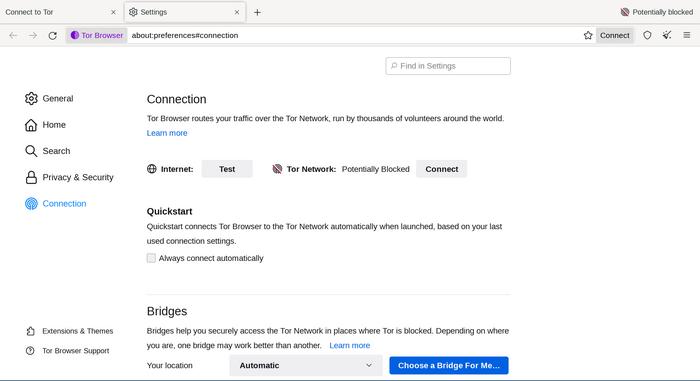 Connect to Tor
Settings
Potentially blocked
Tor Browser
about:preferences#connection
Connect
Find in Settings
General
Home
Search
Privacy & Security
Connection
Connection
Tor Browser routes your traffic over the Tor Network, run by thousands of volunteers around the world.
Learn more
Internet: Test Tor Network: Potentially Blocked Connect
Quickstart
Quickstart connects Tor Browser to the Tor Network automatically when launched, based on your last
used connection settings.
Always connect automatically
Bridges
Bridges help you securely access the Tor Network in places where Tor is blocked. Depending on where
you are, one bridge may work better than another. Learn more
Your location Automatic Choose a Bridge For Me…
Extensions & Themes
Tor Browser Support